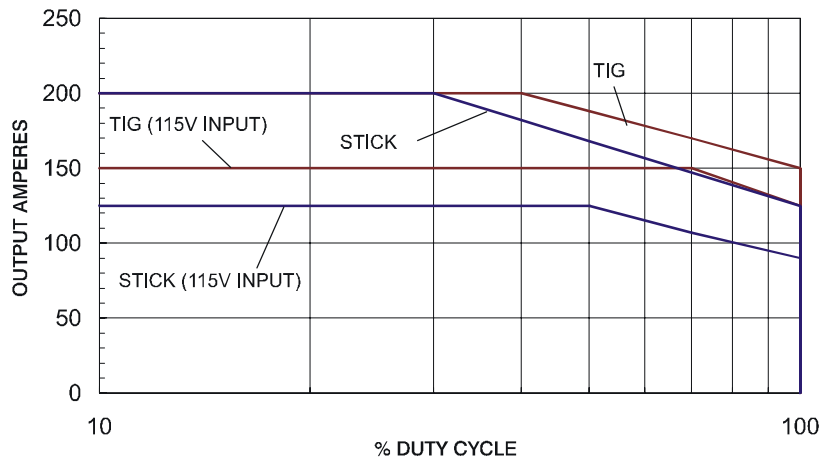 250
200
150
100
50
0
OUTPUT AMPERES
TIG
TIG (115V INPUT)
STICK
STICK (115V INPUT)
10
100
% DUTY CYCLE